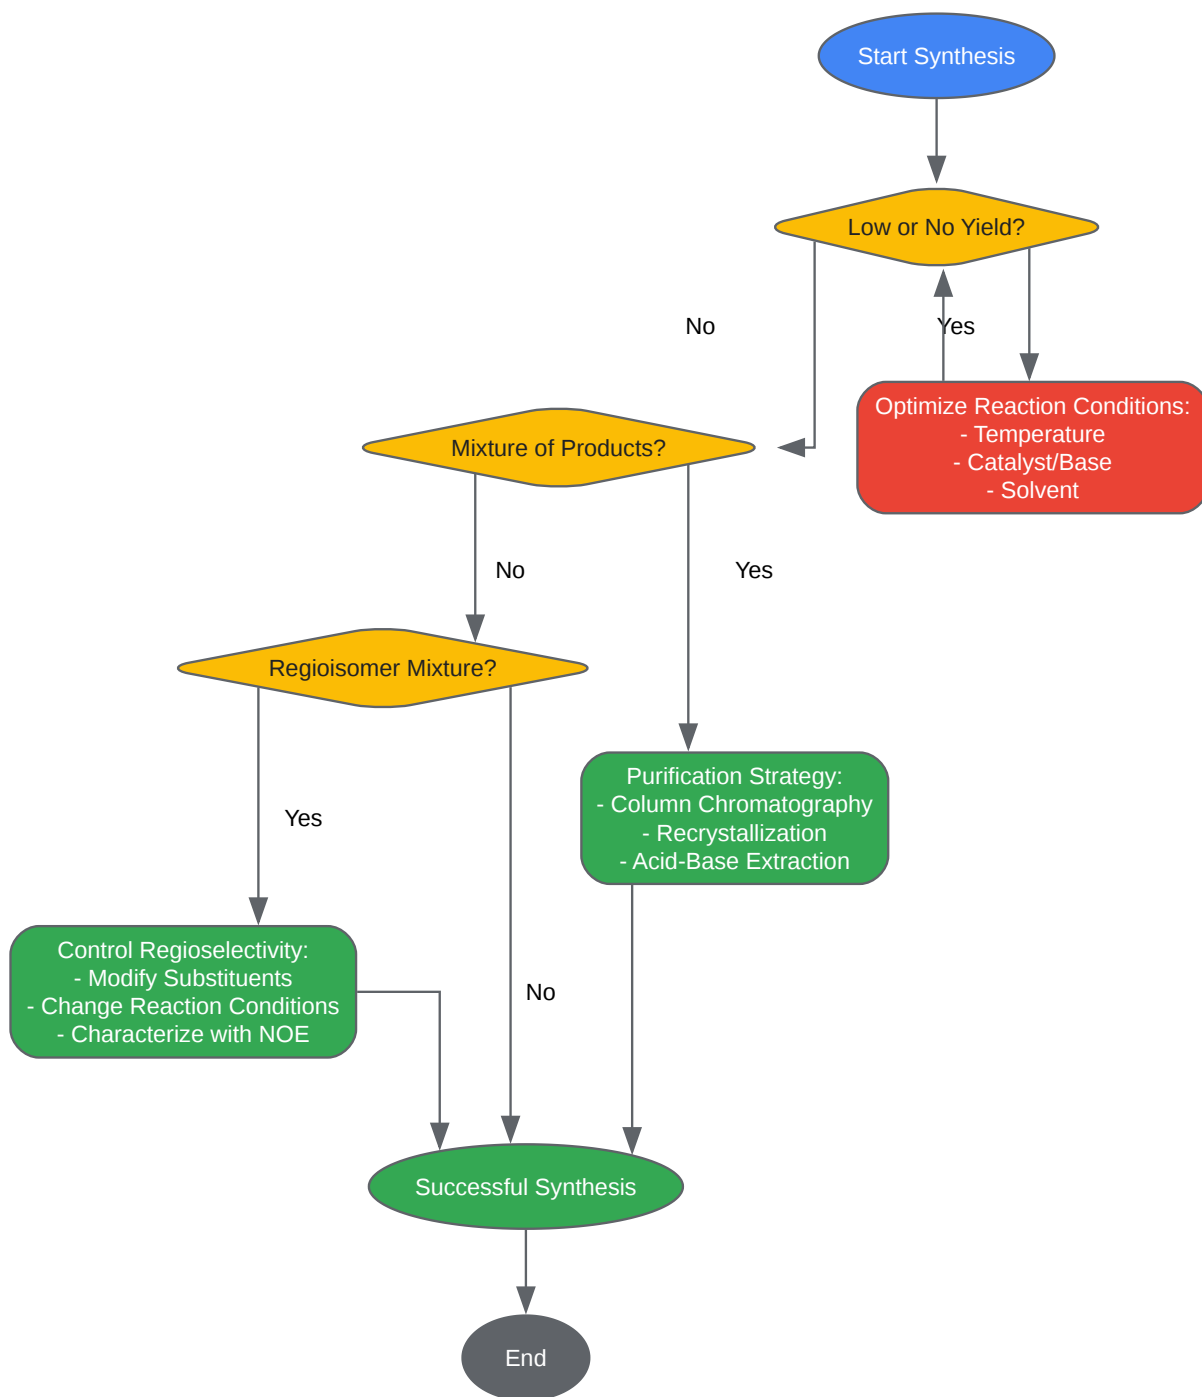 Start Synthesis
Low or No Yield?
No
Yes
Optimize Reaction Conditions:
- Temperature
- Catalyst/Base
- Solvent
Mixture of Products?
No
Yes
Regioisomer Mixture?
Purification Strategy:
- Column Chromatography
- Recrystallization
- Acid-Base Extraction
Yes
Control Regioselectivity:
- Modify Substituents
- Change Reaction Conditions
- Characterize with NOE
No
Successful Synthesis
End